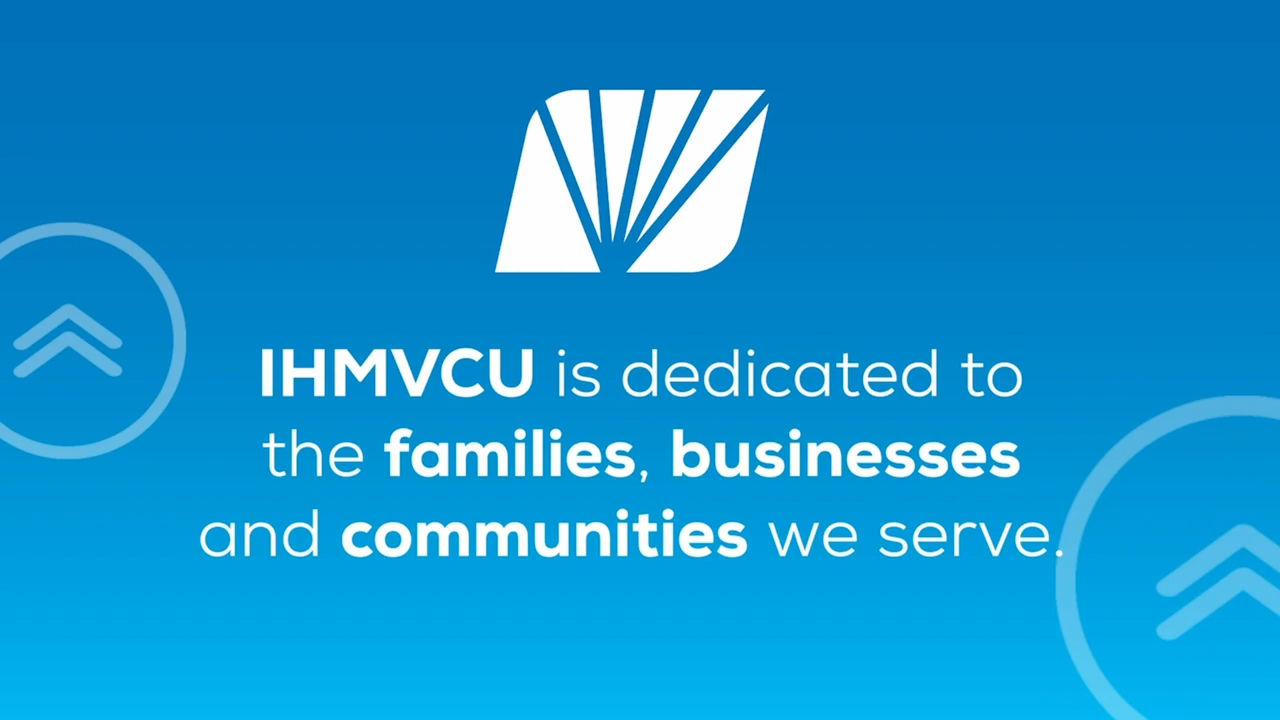 IHMVCU is dedicated to
the families, businesses
and communities we serve.